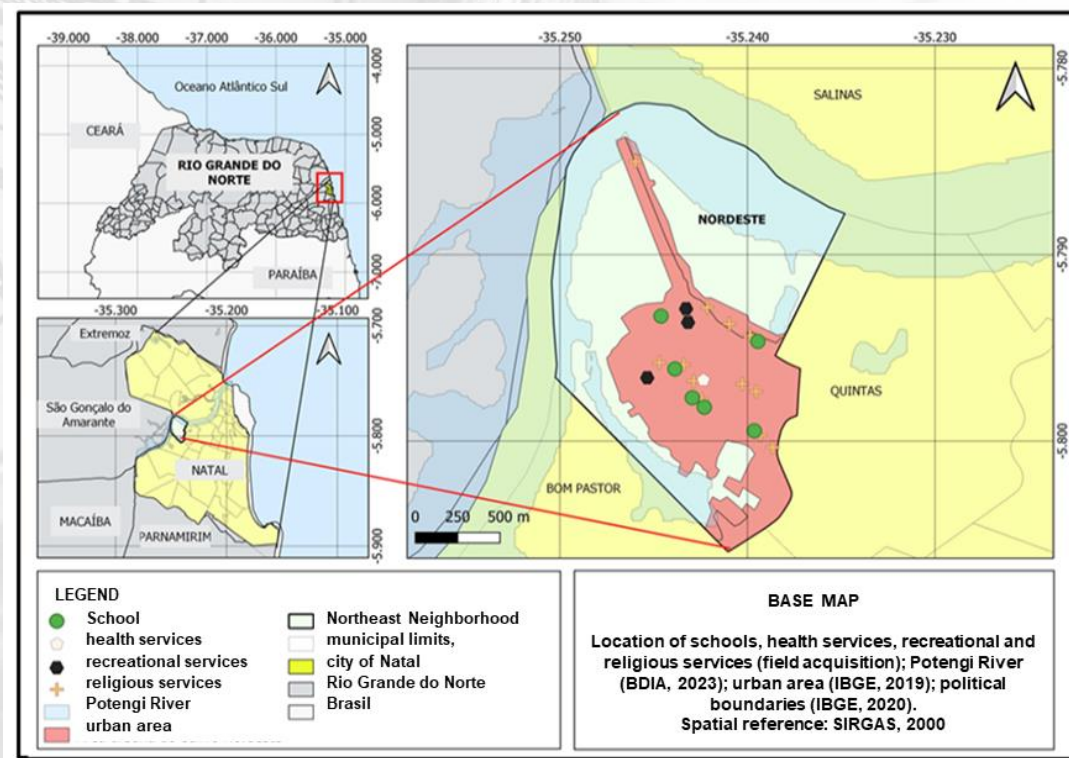 -39.000 -38.000 -37.000 -36.000 -35.000
-4.000
-5.000
-6.000
-7.000
Oceano Atlântico Sul
CEARÁ
RIO GRANDE DO
NORTE
PARAÍBA
-35.300 -35.200 -35.100
-5.700
-5.800
-5.900
Extremoz
São Gonçalo do
Amarante
NATAL
MACAÍBA
PARNAMIRIM
-35.250 -35.240 -35.230
-5.780
-5.790
-5.800
SALINAS
NORDESTE
QUINTAS
BOM PASTOR
0 250 500 m
LEGEND
School
health services
recreational services
religious services
Potengi River
urban area
Northeast Neighborhood
municipal limits,
city of Natal
Rio Grande do Norte
Brasil
BASE MAP
Location of schools, health services, recreational and
religious services (field acquisition); Potengi River
(BDIA, 2023); urban area (IBGE, 2019); political
boundaries (IBGE, 2020).
Spatial reference: SIRGAS, 2000